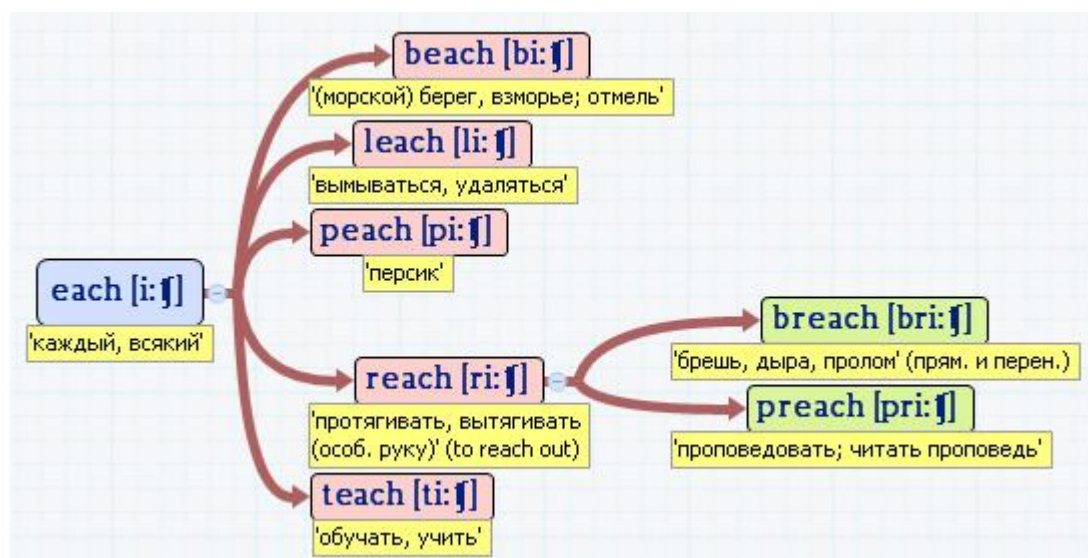 beach [bi:ʧ]
'(морской) берег, взморье; отмель'
leach [li:ʧ]
'вымываться, удаляться'
peach [pi:ʧ]
'персик'
each [i:ʧ]
'каждый, всякий'
reach [ri:ʧ]
'протягивать, вытягивать
(особ. руку)' (to reach out)
breach [bri:ʧ]
'брешь, дыра, пролом' (прям. и перен.)
preach [pri:ʧ]
'проповедовать; читать проповедь'
teach [ti:ʧ]
'обучать, учить'